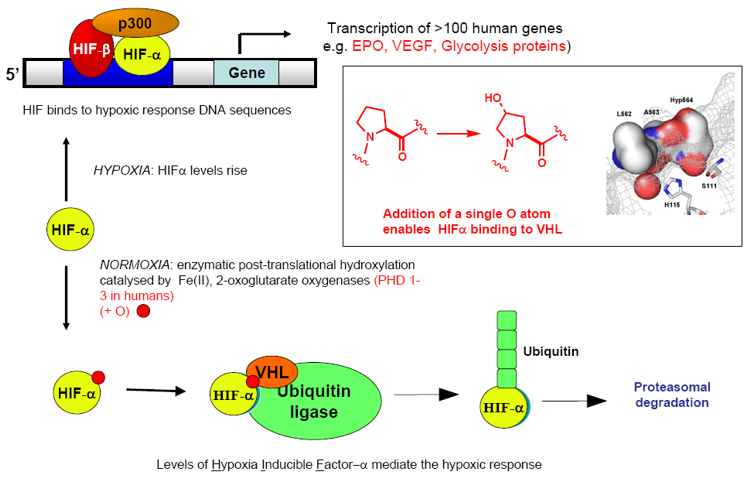 p300
HIF-β
HIF-α
5'
Gene
Transcription of >100 human genes
e.g. EPO, VEGF, Glycolysis proteins)
HIF binds to hypoxic response DNA sequences
HYPOXIA: HIFα levels rise
HIF-α
HO
N
O
N
O
Addition of a single O atom
enables HIFα binding to VHL
L562
A563
Hyp564
S111
H115
NORMOXIA: enzymatic post-translational hydroxylation
catalysed by Fe(II), 2-oxoglutarate oxygenases (PHD 1-
3 in humans)
(+ O)
HIF-α
VHL
HIF-α
Ubiquitin
ligase
Ubiquitin
HIF-α
Proteasomal
degradation
Levels of Hypoxia Inducible Factor–α mediate the hypoxic response